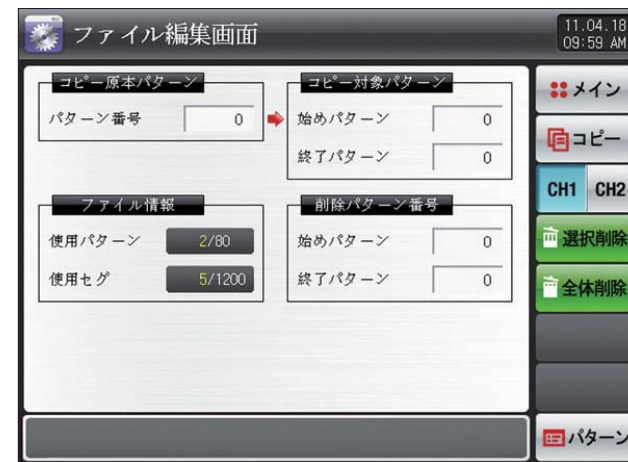 ファイル編集画面
11.04.18
09:59 AM
コピー原本パターン
パターン番号 0
コピー対象パターン
始めパターン 0
終了パターン 0
ファイル情報
使用パターン 2/80
使用セグ 5/1200
削除パターン番号
始めパターン 0
終了パターン 0
メイン
コピー
CH1 CH2
選択削除
全体削除
パターン